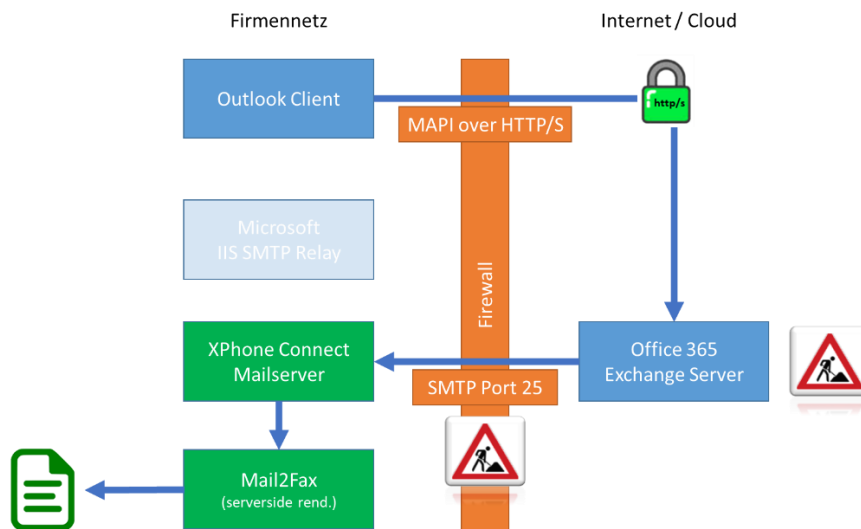 Firmennetz
Internet / Cloud
Outlook Client
http/s
MAPI over HTTP/S
Microsoft
IIS SMTP Relay
Firewall
XPhone Connect
Mailserver
Office 365
Exchange Server
SMTP Port 25
Mail2Fax
(serverside rend.)